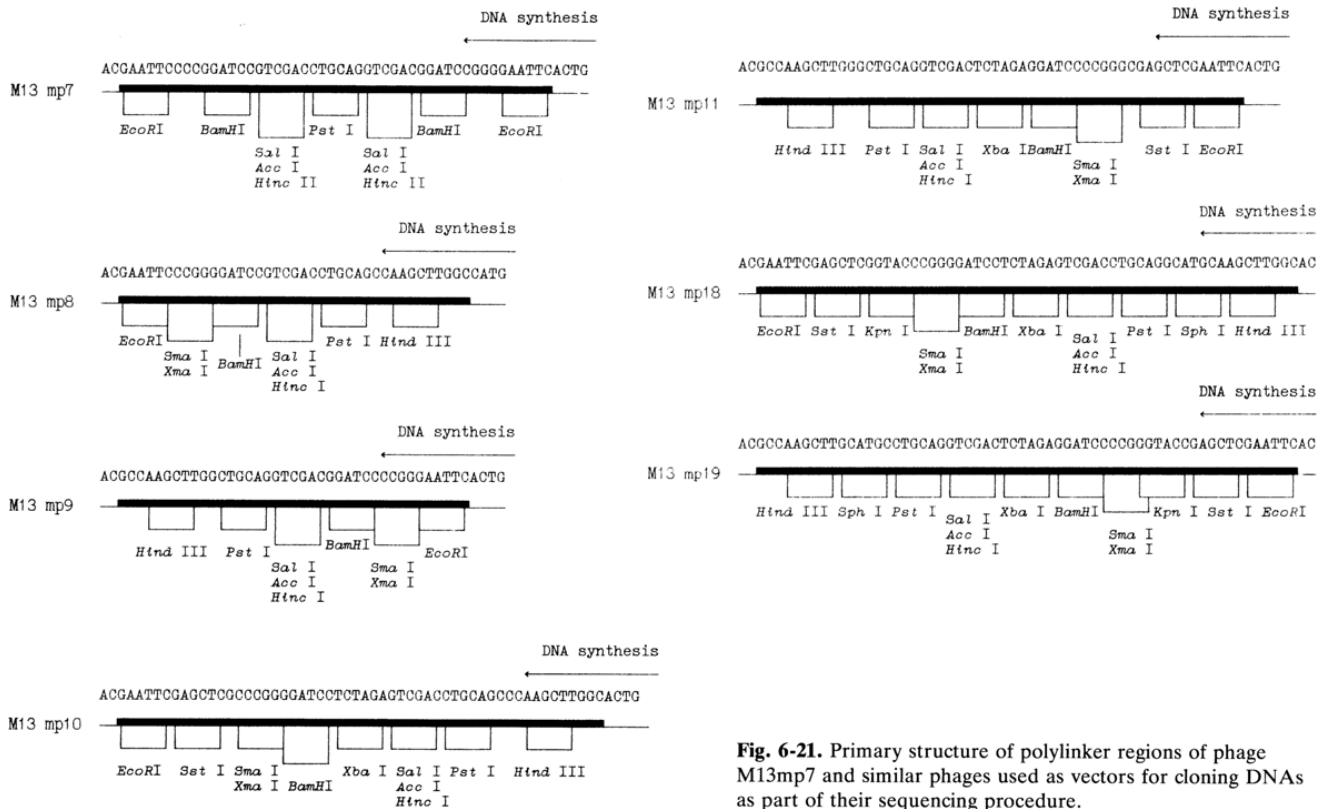 DNA synthesis
ACGAATTCCCCGGATCCGTCGACCTGCAGGTCGACGGATCCGGGGAATTCACTG
M13 mp7
EcoRI BamHI Pst I BamHI EcoRI
Sal I Sal I
Acc I Acc I
Hinc II Hinc II
DNA synthesis
ACGAATTCCCGGGGATCCGTCGACCTGCAGCCAAGCTTGGCCATG
M13 mp8
EcoRI Pst I Hind III
Sma I BamHI Sal I
Xma I Acc I
Hinc I
DNA synthesis
ACGCCAAGCTTGGCTGCAGGTCGACGGATCCCCGGGAATTCACTG
M13 mp9
Hind III Pst I BamHI EcoRI
Sal I Sma I
Acc I Xma I
Hinc I
DNA synthesis
ACGAATTCGAGCTCGCCCGGGGATCCTCTAGAGTCGACCTGCAGCCCAAGCTTGGCACTG
M13 mp10
EcoRI Sst I Sma I BamHI Xba I Sal I Pst I Hind III
Xma I Acc I
Hinc I
DNA synthesis
ACGCCAAGCTTGGGCTGCAGGTCGACTCTAGAGGATCCCCGGGCGAGCTCGAATTCACTG
M13 mp11
Hind III Pst I Sal I Xba I BamHI Sst I EcoRI
Acc I Sma I
Hinc I Xma I
DNA synthesis
ACGAATTCGAGCTCGGTACCCGGGGATCCTCTAGAGTCGACCTGCAGGCATGCAAGCTTGGCAC
M13 mp18
EcoRI Sst I Kpn I BamHI Xba I Pst I Sph I Hind III
Sma I Sal I
Xma I Acc I
Hinc I
DNA synthesis
ACGCCAAGCTTGCATGCCTGCAGGTCGACTCTAGAGGATCCCCGGGTACCGAGCTCGAATTCAC
M13 mp19
Hind III Sph I Pst I Xba I BamHI Kpn I Sst I EcoRI
Sal I Sma I
Acc I Xma I
Hinc I
Fig. 6-21. Primary structure of polylinker regions of phage
M13mp7 and similar phages used as vectors for cloning DNAs
as part of their sequencing procedure.